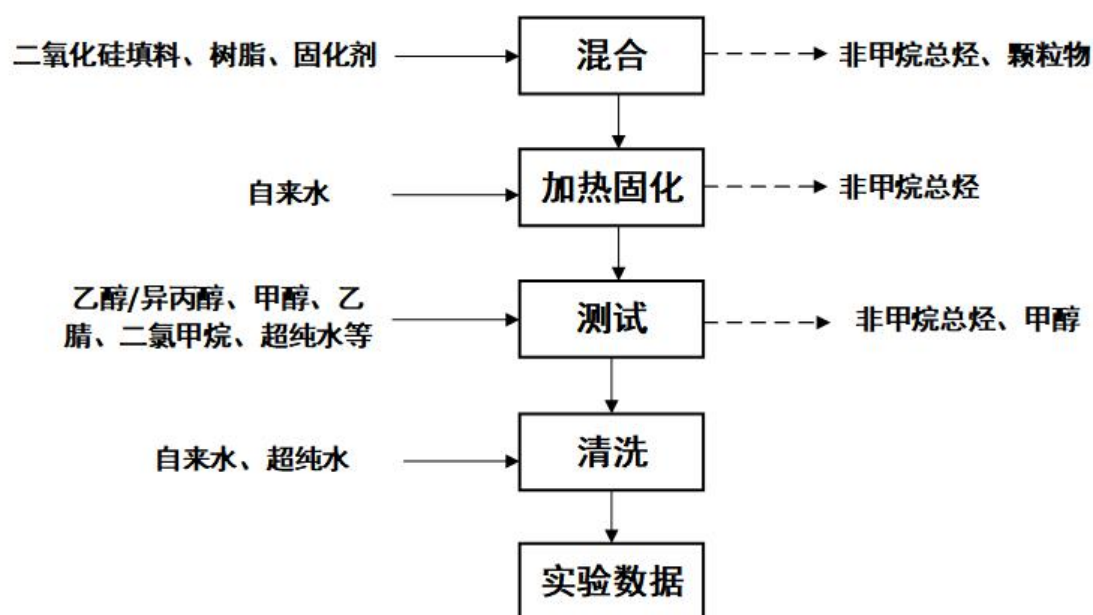 二氧化硅填料、树脂、固化剂
混合
非甲烷总烃、颗粒物
自来水
加热固化
非甲烷总烃
乙醇/异丙醇、甲醇、乙
腈、二氯甲烷、超纯水等
测试
非甲烷总烃、甲醇
自来水、超纯水
清洗
实验数据